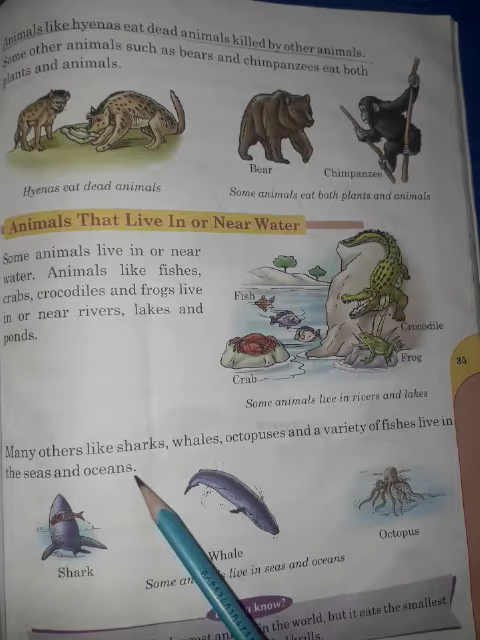 Animals like hyenas eat dead animals killed by other animals.
Some other animals such as bears and chimpanzees eat both
plants and animals.
Bear
Chimpanzee
Hyenas eat dead animals
Some animals eat both plants and animals
Animals That Live In or Near Water
Some animals live in or near
water. Animals like fishes,
crabs, crocodiles and frogs live
in or near rivers, lakes and
ponds.
Fish
Crocodile
Frog
Crab
35
Some animals live in rivers and lakes
Many others like sharks, whales, octopuses and a variety of fishes live in
the seas and oceans.
Shark
Whale
Octopus
Some live in seas and oceans
know?
in the world, but it eats the smallest